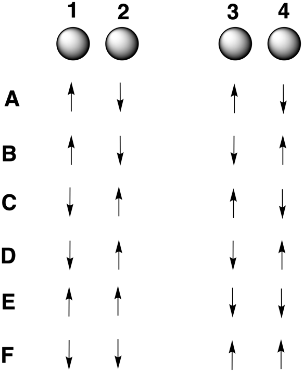 1 2 3 4
A ↑ ↓ ↑ ↓
B ↑ ↓ ↓ ↑
C ↓ ↑ ↑ ↓
D ↓ ↑ ↓ ↑
E ↑ ↑ ↓ ↓
F ↓ ↓ ↑ ↑